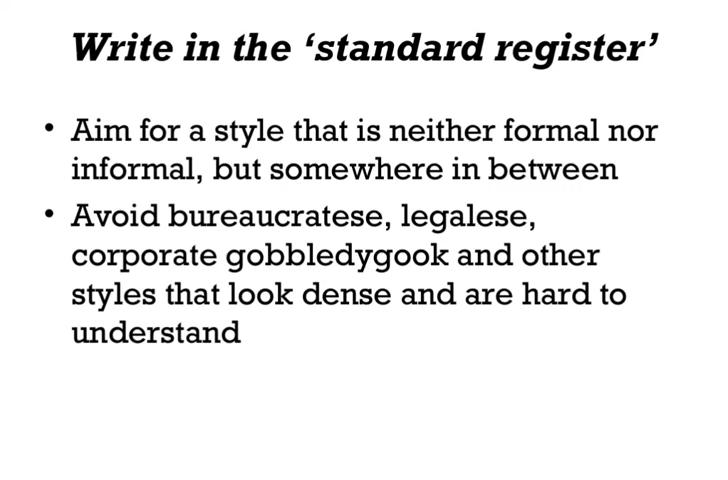 Write in the ‘standard register’
• Aim for a style that is neither formal nor
informal, but somewhere in between
• Avoid bureaucratese, legalese,
corporate gobbledygook and other
styles that look dense and are hard to
understand